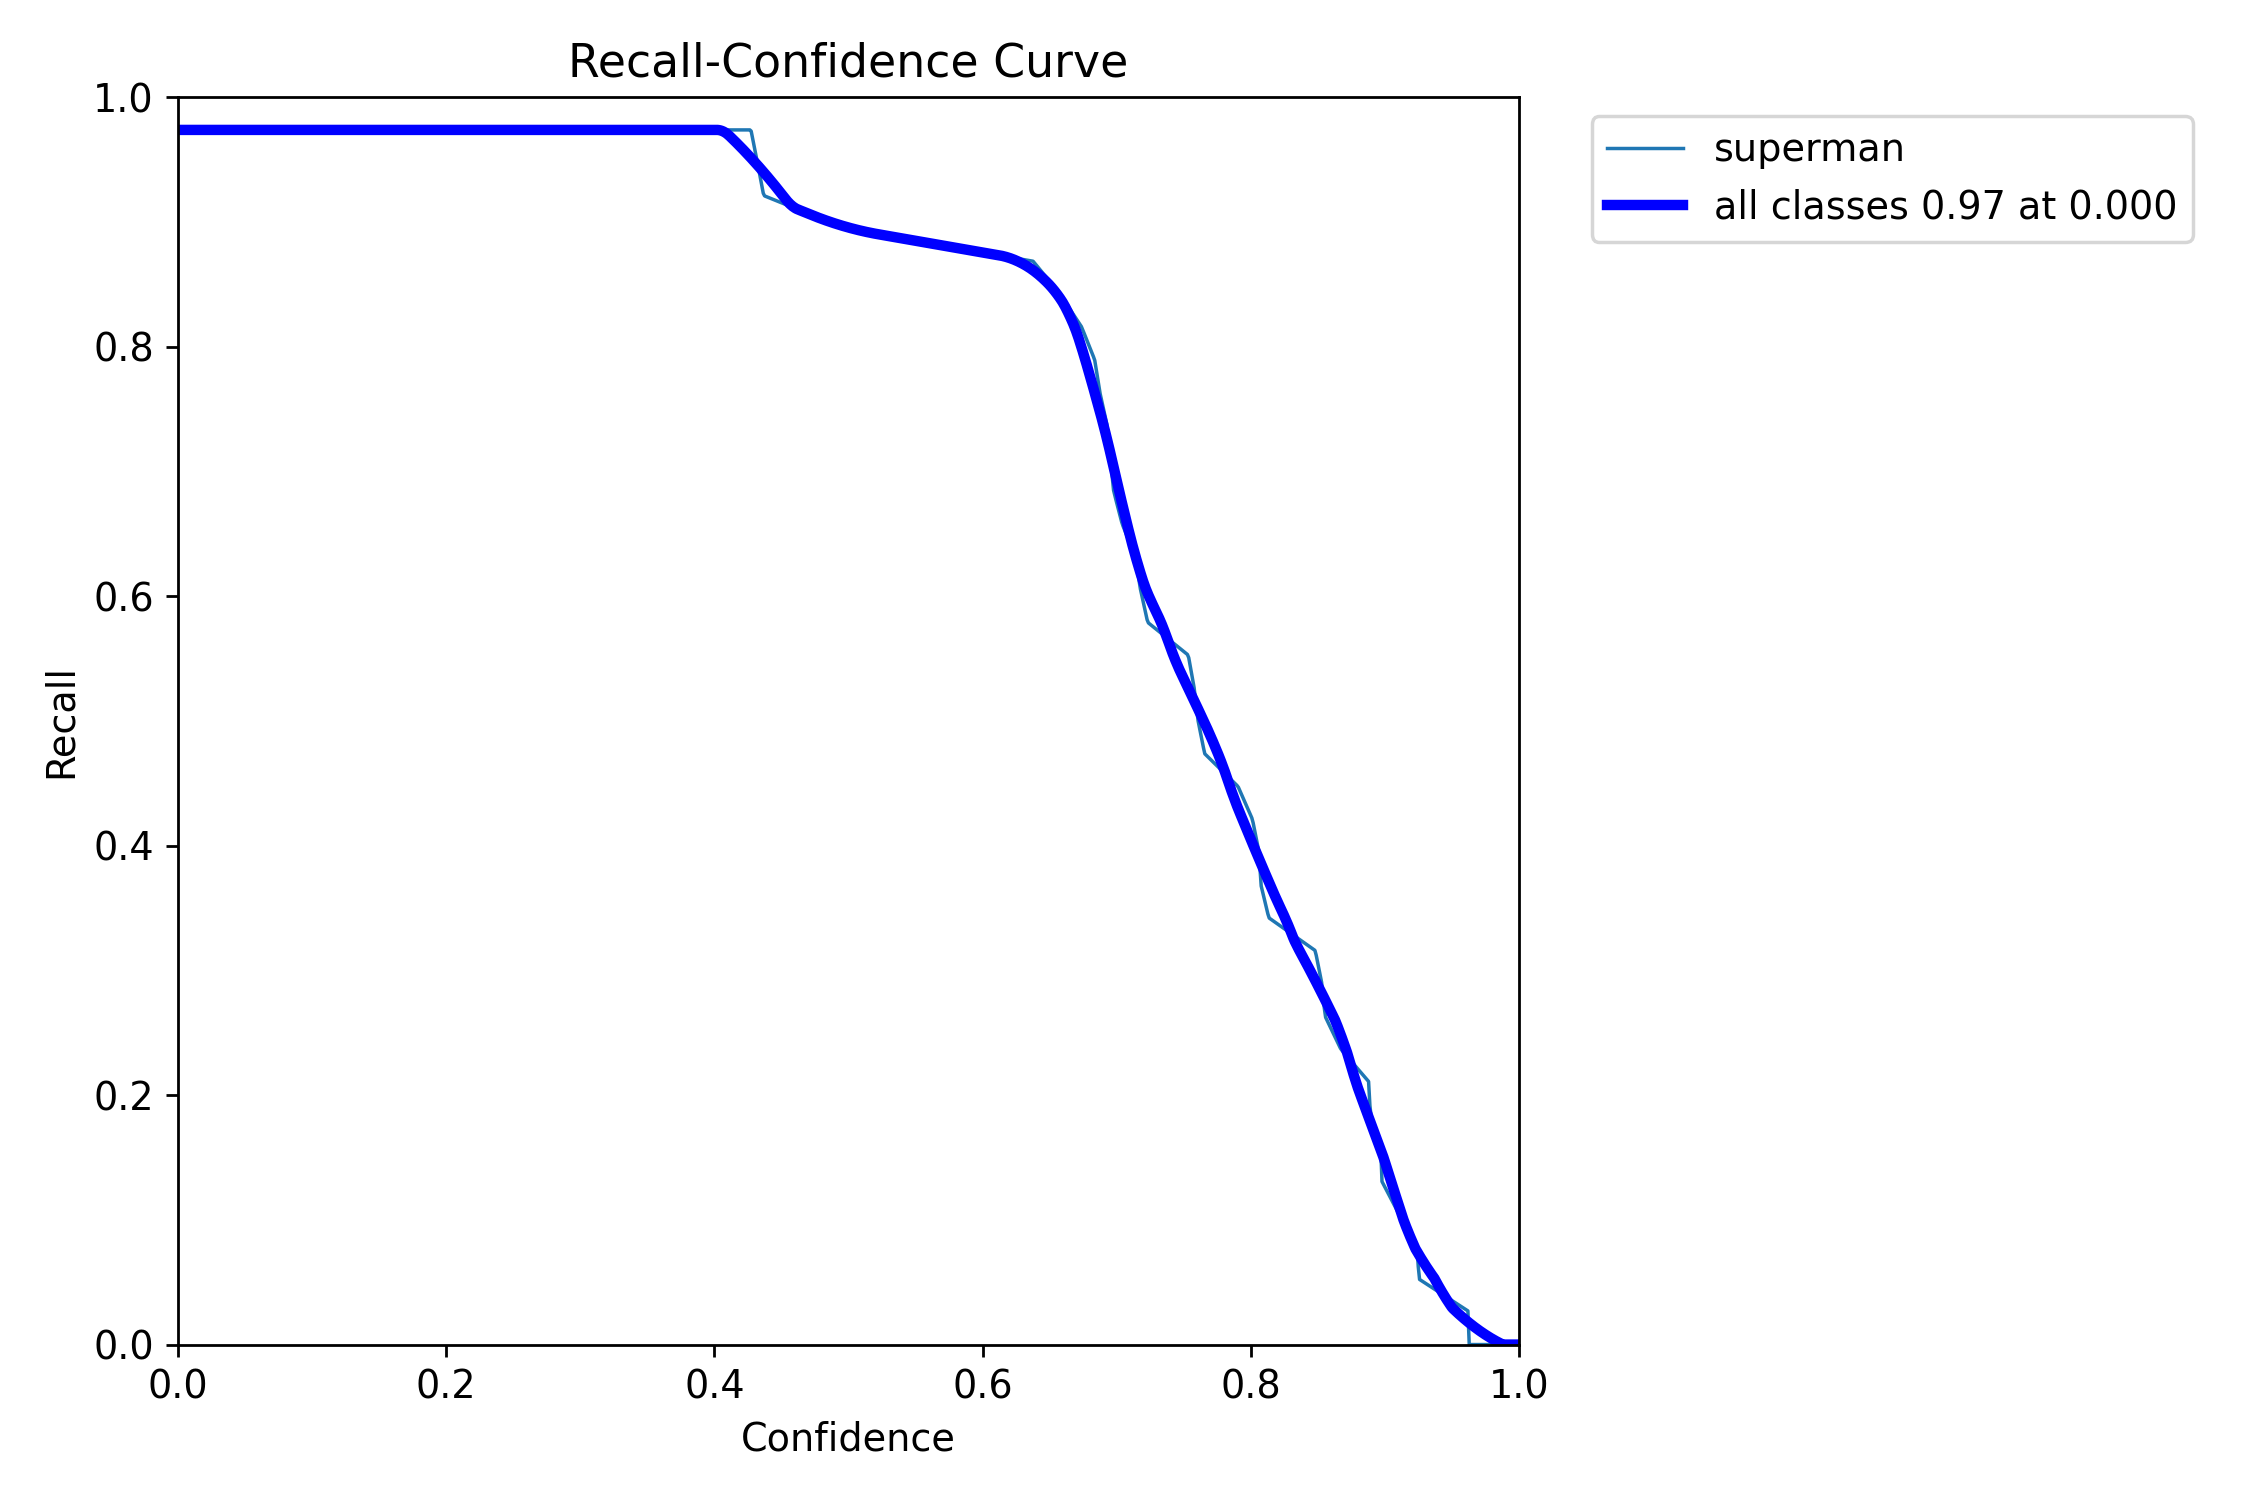 Recall-Confidence Curve
1.0
0.8
0.6
0.4
0.2
0.0
Recall
0.0 0.2 0.4 0.6 0.8 1.0
Confidence
superman
all classes 0.97 at 0.000